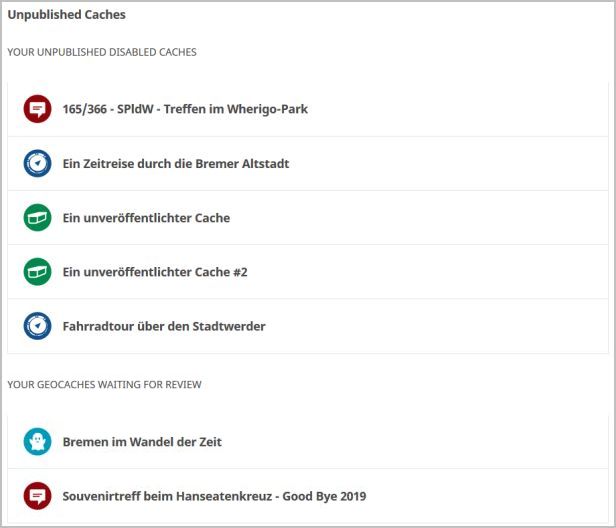 Unpublished Caches
YOUR UNPUBLISHED DISABLED CACHES
165/366 - SPldW - Treffen im Wherigo-Park
Ein Zeitreise durch die Bremer Altstadt
Ein unveröffentlichter Cache
Ein unveröffentlichter Cache #2
Fahrradtour über den Stadtwerder
YOUR GEOCACHES WAITING FOR REVIEW
Bremen im Wandel der Zeit
Souvenirtreff beim Hanseatenkreuz - Good Bye 2019